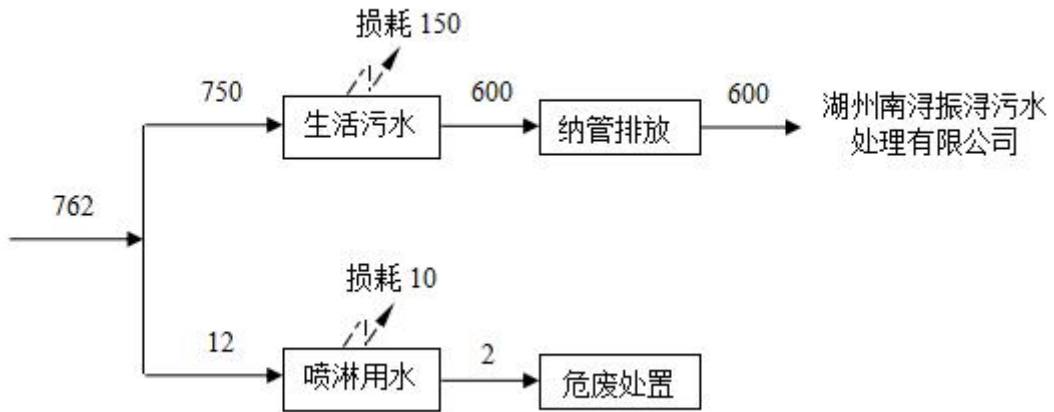 损耗 150
750
生活污水
600
纳管排放
600
湖州南浔振浔污水
处理有限公司
762
损耗 10
12
喷淋用水
2
危废处置